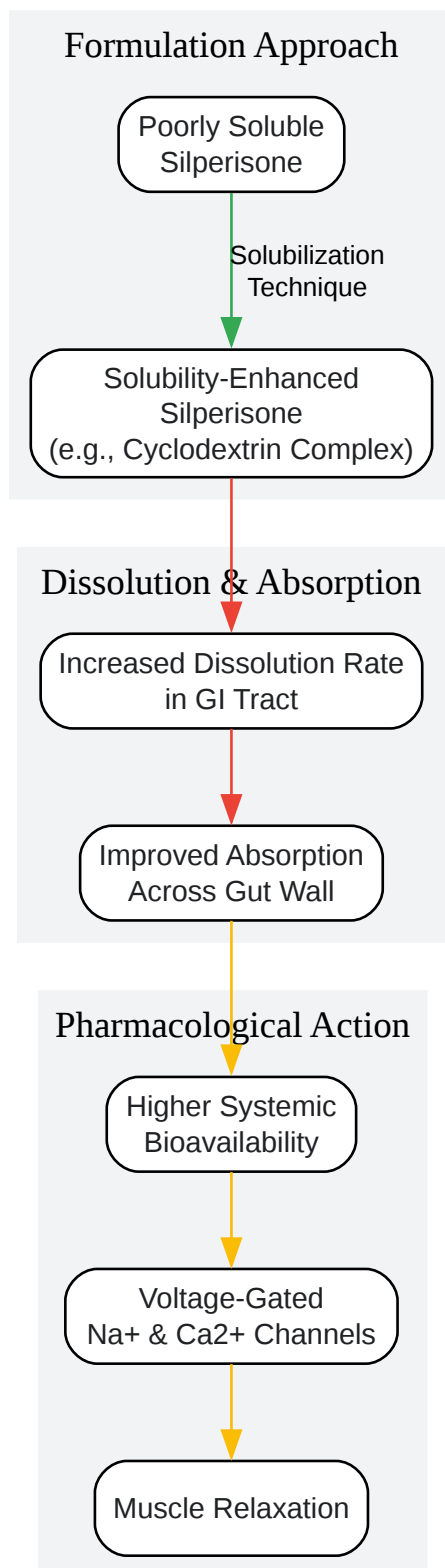 Formulation Approach
Poorly Soluble
Silperisone
Solubilization
Technique
Solubility-Enhanced
Silperisone
(e.g., Cyclodextrin Complex)
Dissolution & Absorption
Increased Dissolution Rate
in GI Tract
Improved Absorption
Across Gut Wall
Pharmacological Action
Higher Systemic
Bioavailability
Voltage-Gated
Na+ & Ca2+ Channels
Muscle Relaxation